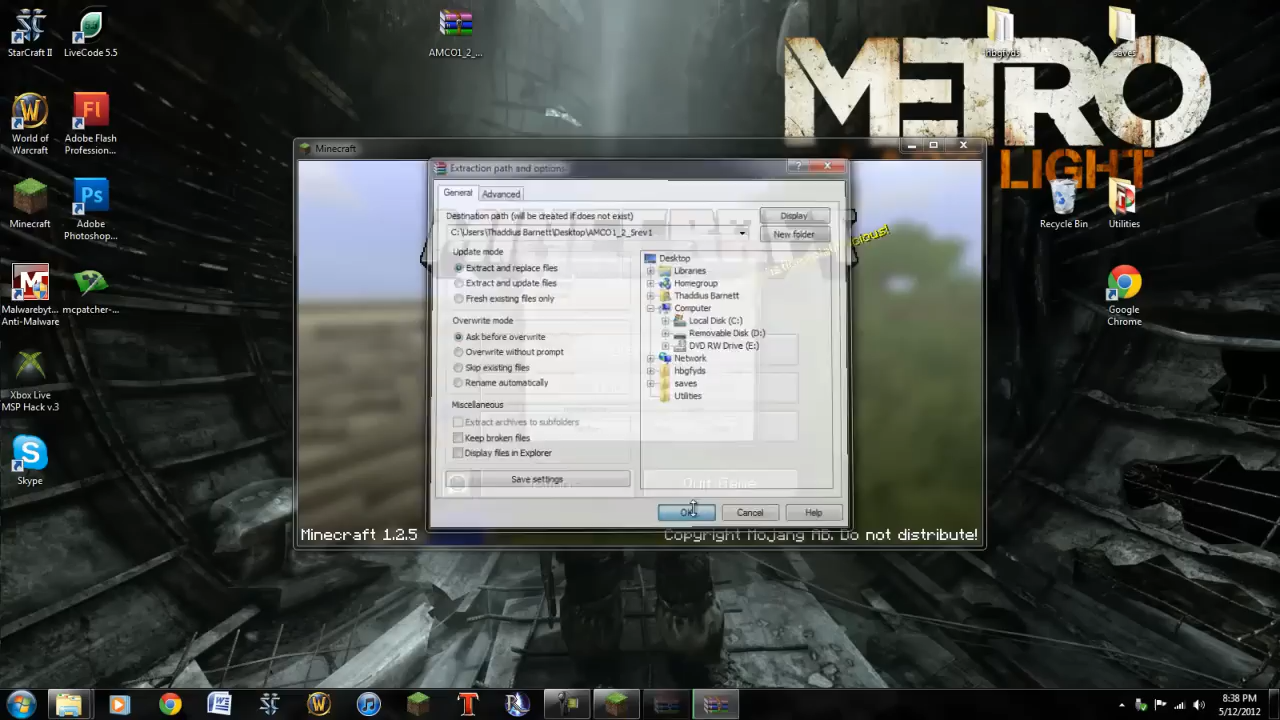 StarCraft II
LiveCode 5.5
AMCO1_2_...
hbgfyds
saves
METRO
LIGHT
World of
Warcraft
Adobe Flash
Profession...
Minecraft
Adobe
Photoshop...
Recycle Bin
Utilities
Malwareby...
Anti-Malware
mcpatcher-...
Google
Chrome
Xbox Live
MSP Hack v.3
Skype
Minecraft
Extraction path and options
General
Advanced
Destination path (will be created if does not exist)
Display
C:\Users\Thaddius Barnett\Desktop\AMCO1_2_5rev1
New folder
Update mode
Extract and replace files
Extract and update files
Fresh existing files only
Overwrite mode
Ask before overwrite
Overwrite without prompt
Skip existing files
Rename automatically
Miscellaneous
Extract archives to subfolders
Keep broken files
Display files in Explorer
Save settings
Desktop
Libraries
Homegroup
Thaddius Barnett
Computer
Local Disk (C:)
Removable Disk (D:)
DVD RW Drive (E:)
Network
hbgfyds
saves
Utilities
Quit Game
OK
Cancel
Help
Minecraft 1.2.5
Copyright Mojang AB. Do not distribute!
8:38 PM
5/12/2012